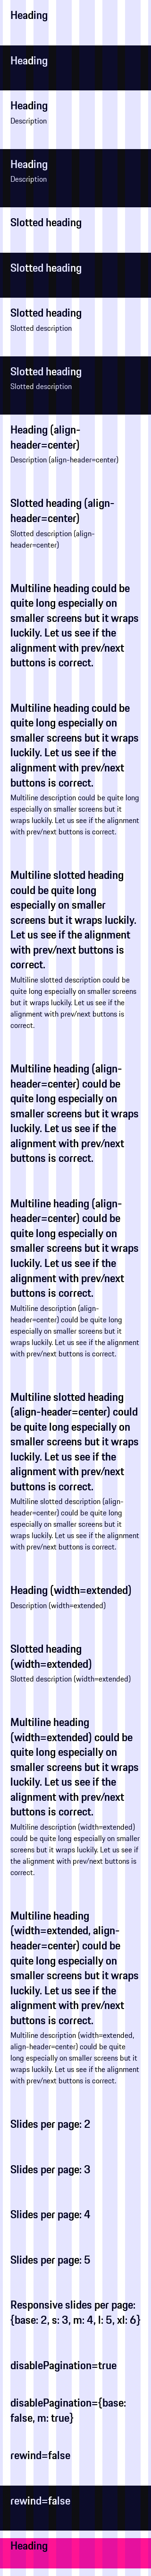 Heading
Heading
Heading
Description
Heading
Description
Slotted heading
Slotted heading
Slotted heading
Slotted description
Slotted heading
Slotted description
Heading (align-
header=center)
Description (align-header=center)
Slotted heading (align-
header=center)
Slotted description (align-
header=center)
Multiline heading could be
quite long especially on
smaller screens but it wraps
luckily. Let us see if the
alignment with prev/next
buttons is correct.
Multiline heading could be
quite long especially on
smaller screens but it wraps
luckily. Let us see if the
alignment with prev/next
buttons is correct.
Multiline description could be quite long
especially on smaller screens but it
wraps luckily. Let us see if the alignment
with prev/next buttons is correct.
Multiline slotted heading
could be quite long
especially on smaller
screens but it wraps luckily.
Let us see if the alignment
with prev/next buttons is
correct.
Multiline slotted description could be
quite long especially on smaller screens
but it wraps luckily. Let us see if the
alignment with prev/next buttons is
correct.
Multiline heading (align-
header=center) could be
quite long especially on
smaller screens but it wraps
luckily. Let us see if the
alignment with prev/next
buttons is correct.
Multiline heading (align-
header=center) could be
quite long especially on
smaller screens but it wraps
luckily. Let us see if the
alignment with prev/next
buttons is correct.
Multiline description (align-
header=center) could be quite long
especially on smaller screens but it
wraps luckily. Let us see if the alignment
with prev/next buttons is correct.
Multiline slotted heading
(align-header=center) could
be quite long especially on
smaller screens but it wraps
luckily. Let us see if the
alignment with prev/next
buttons is correct.
Multiline slotted description (align-
header=center) could be quite long
especially on smaller screens but it
wraps luckily. Let us see if the alignment
with prev/next buttons is correct.
Heading (width=extended)
Description (width=extended)
Slotted heading
(width=extended)
Slotted description (width=extended)
Multiline heading
(width=extended) could be
quite long especially on
smaller screens but it wraps
luckily. Let us see if the
alignment with prev/next
buttons is correct.
Multiline description (width=extended)
could be quite long especially on smaller
screens but it wraps luckily. Let us see if
the alignment with prev/next buttons is
correct.
Multiline heading
(width=extended, align-
header=center) could be
quite long especially on
smaller screens but it wraps
luckily. Let us see if the
alignment with prev/next
buttons is correct.
Multiline description (width=extended,
align-header=center) could be quite
long especially on smaller screens but it
wraps luckily. Let us see if the alignment
with prev/next buttons is correct.
Slides per page: 2
Slides per page: 3
Slides per page: 4
Slides per page: 5
Responsive slides per page:
{base: 2, s: 3, m: 4, l: 5, xl: 6}
disablePagination=true
disablePagination={base:
false, m: true}
rewind=false
rewind=false
Heading